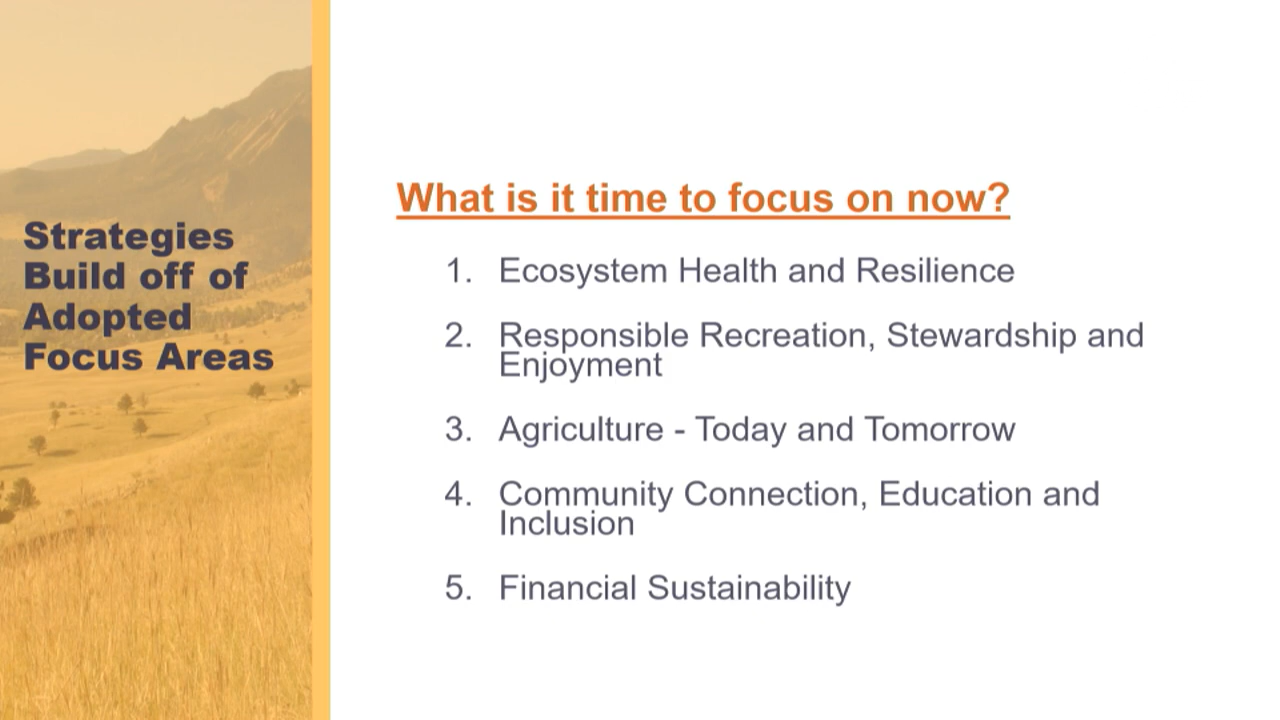 Strategies
Build off of
Adopted
Focus Areas
What is it time to focus on now?
1. Ecosystem Health and Resilience
2. Responsible Recreation, Stewardship and
Enjoyment
3. Agriculture - Today and Tomorrow
4. Community Connection, Education and
Inclusion
5. Financial Sustainability